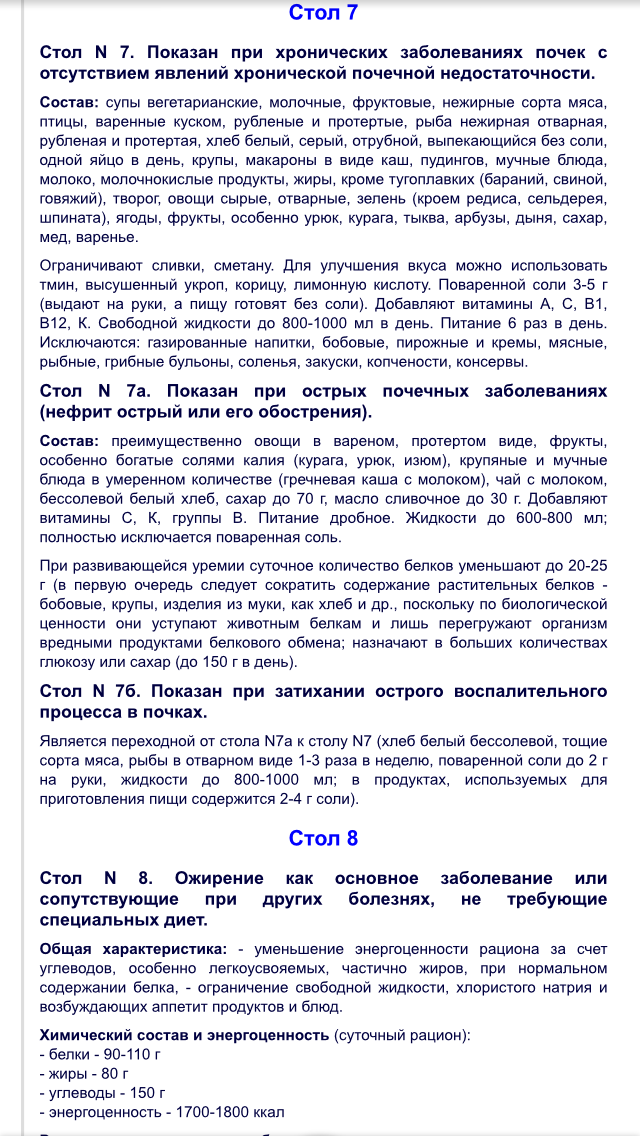 Стол 7
Стол N 7. Показан при хронических заболеваниях почек с
отсутствием явлений хронической почечной недостаточности.
Состав: супы вегетарианские, молочные, фруктовые, нежирные сорта мяса,
птицы, варенные куском, рубленые и протертые, рыба нежирная отварная,
рубленая и протертая, хлеб белый, серый, отрубной, выпекающийся без соли,
одной яйцо в день, крупы, макароны в виде каш, пудингов, мучные блюда,
молоко, молочнокислые продукты, жиры, кроме тугоплавких (бараний, свиной,
говяжий), творог, овощи сырые, отварные, зелень (кроем редиса, сельдерея,
шпината), ягоды, фрукты, особенно урюк, курага, тыква, арбузы, дыня, сахар,
мед, варенье.
Ограничивают сливки, сметану. Для улучшения вкуса можно использовать
тмин, высушенный укроп, корицу, лимонную кислоту. Поваренной соли 3-5 г
(выдают на руки, а пищу готовят без соли). Добавляют витамины А, С, В1,
В12, К. Свободной жидкости до 800-1000 мл в день. Питание 6 раз в день.
Исключаются: газированные напитки, бобовые, пирожные и кремы, мясные,
рыбные, грибные бульоны, соленья, закуски, копчености, консервы.
Стол N 7а. Показан при острых почечных заболеваниях
(нефрит острый или его обострения).
Состав: преимущественно овощи в вареном, протертом виде, фрукты,
особенно богатые солями калия (курага, урюк, изюм), крупяные и мучные
блюда в умеренном количестве (гречневая каша с молоком), чай с молоком,
бессолевой белый хлеб, сахар до 70 г, масло сливочное до 30 г. Добавляют
витамины С, К, группы В. Питание дробное. Жидкости до 600-800 мл;
полностью исключается поваренная соль.
При развивающейся уремии суточное количество белков уменьшают до 20-25
г (в первую очередь следует сократить содержание растительных белков -
бобовые, крупы, изделия из муки, как хлеб и др., поскольку по биологической
ценности они уступают животным белкам и лишь перегружают организм
вредными продуктами белкового обмена; назначают в больших количествах
глюкозу или сахар (до 150 г в день).
Стол N 7б. Показан при затихании острого воспалительного
процесса в почках.
Является переходной от стола N7а к столу N7 (хлеб белый бессолевой, тощие
сорта мяса, рыбы в отварном виде 1-3 раза в неделю, поваренной соли до 2 г
на руки, жидкости до 800-1000 мл; в продуктах, используемых для
приготовления пищи содержится 2-4 г соли).
Стол 8
Стол N 8. Ожирение как основное заболевание или
сопутствующие при других болезнях, не требующие
специальных диет.
Общая характеристика: - уменьшение энергоценности рациона за счет
углеводов, особенно легкоусвояемых, частично жиров, при нормальном
содержании белка, - ограничение свободной жидкости, хлористого натрия и
возбуждающих аппетит продуктов и блюд.
Химический состав и энергоценность (суточный рацион):
- белки - 90-110 г
- жиры - 80 г
- углеводы - 150 г
- энергоценность - 1700-1800 ккал